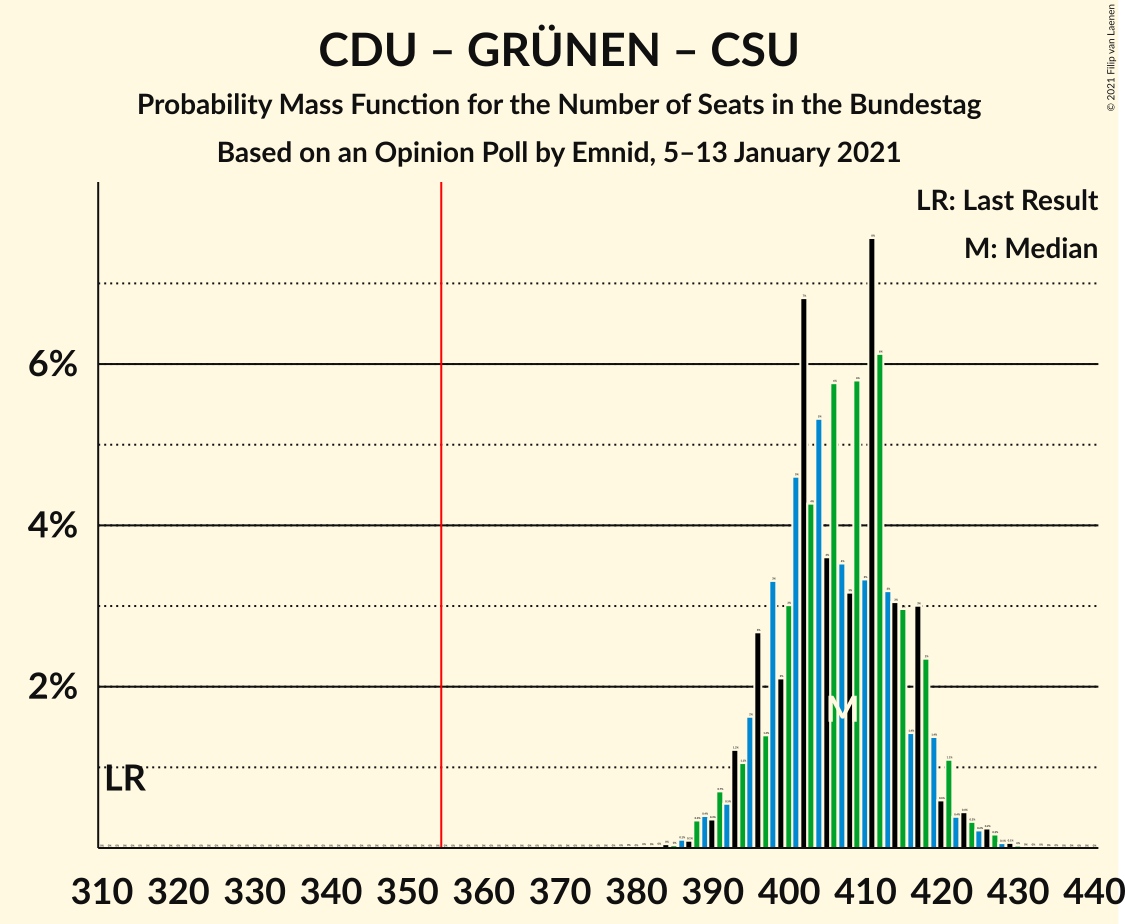 CDU – GRÜNEN – CSU
Probability Mass Function for the Number of Seats in the Bundestag
Based on an Opinion Poll by Emnid, 5–13 January 2021
© 2021 Filip van Laenen
LR: Last Result
M: Median
6%
4%
2%
LR
M
310 320 330 340 350 360 370 380 390 400 410 420 430 440